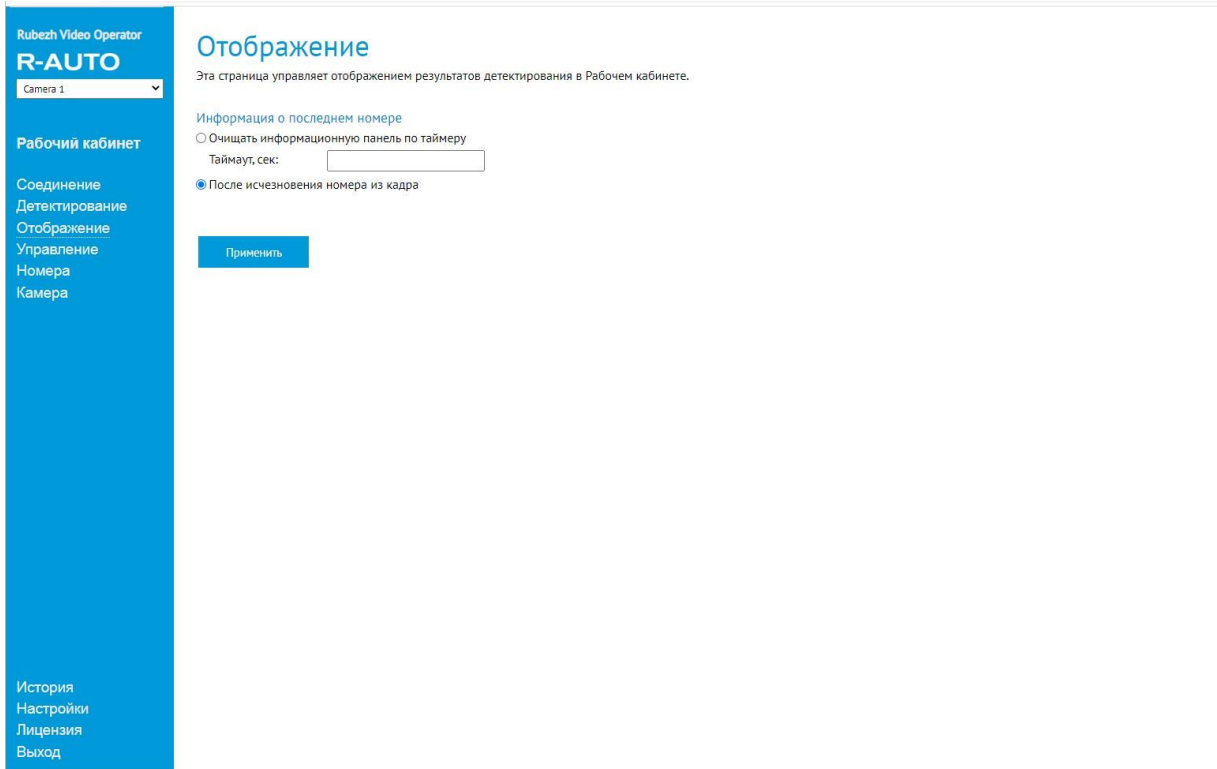 Rubezh Video Operator
R-AUTO
Camera 1
Рабочий кабинет
Соединение
Детектирование
Отображение
Управление
Номера
Камера
История
Настройки
Лицензия
Выход
Отображение
Эта страница управляет отображением результатов детектирования в Рабочем кабинете.
Информация о последнем номере
Очищать информационную панель по таймеру
Таймаут, сек:
После исчезновения номера из кадра
Применить